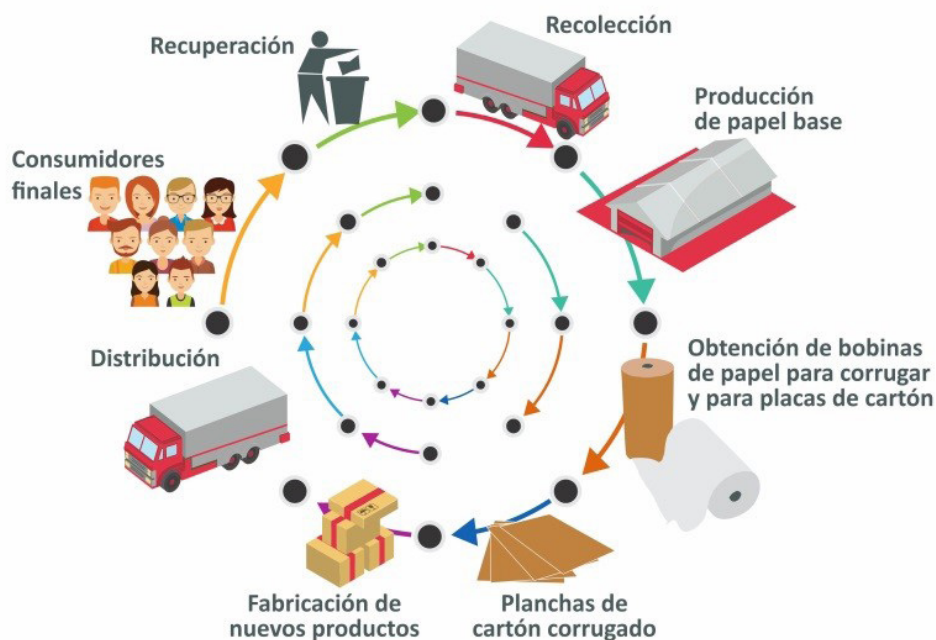 Recuperación
Recolección
Producción
de papel base
Consumidores
finales
Obtención de bobinas
de papel para corrugar
y para placas de cartón
Distribución
Fabricación de
nuevos productos
Planchas de
cartón corrugado